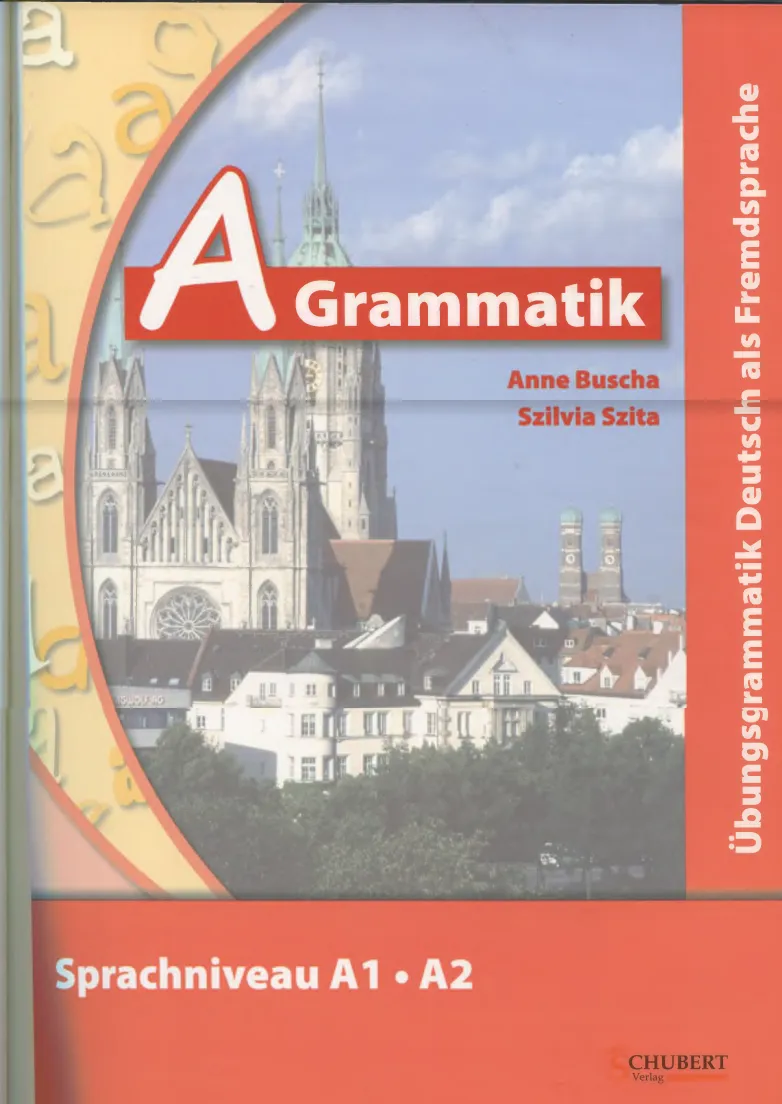 A Grammatik
Anne Buscha
Szilvia Szita
Übungsgrammatik Deutsch als Fremdsprache
Sprachniveau A1 • A2
SCHUBERT
Verlag